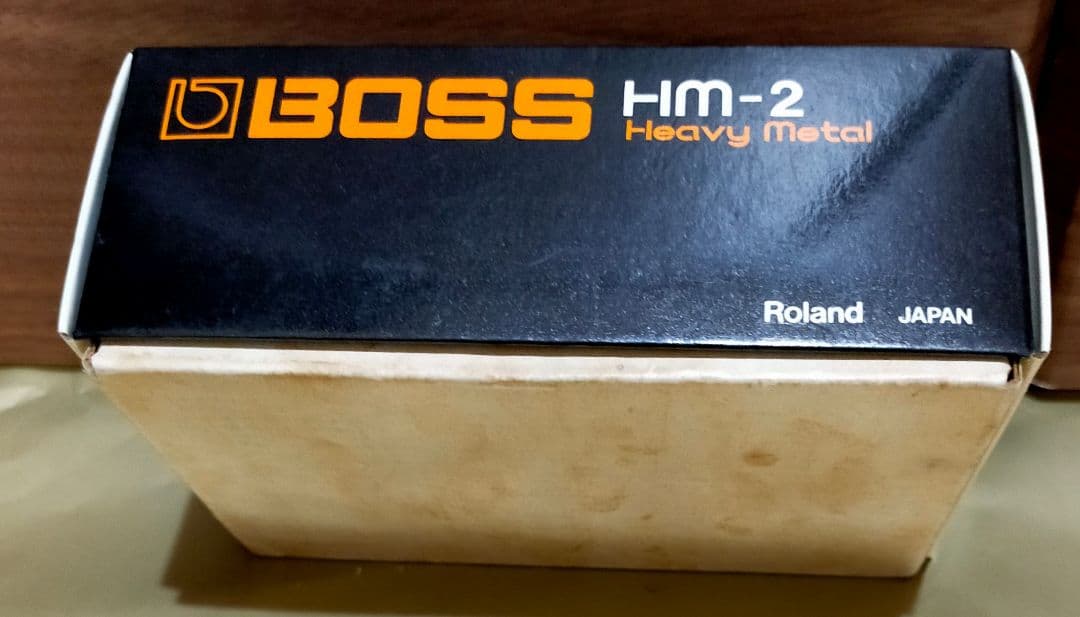 BOSS HM-2
Heavy Metal
Roland JAPAN